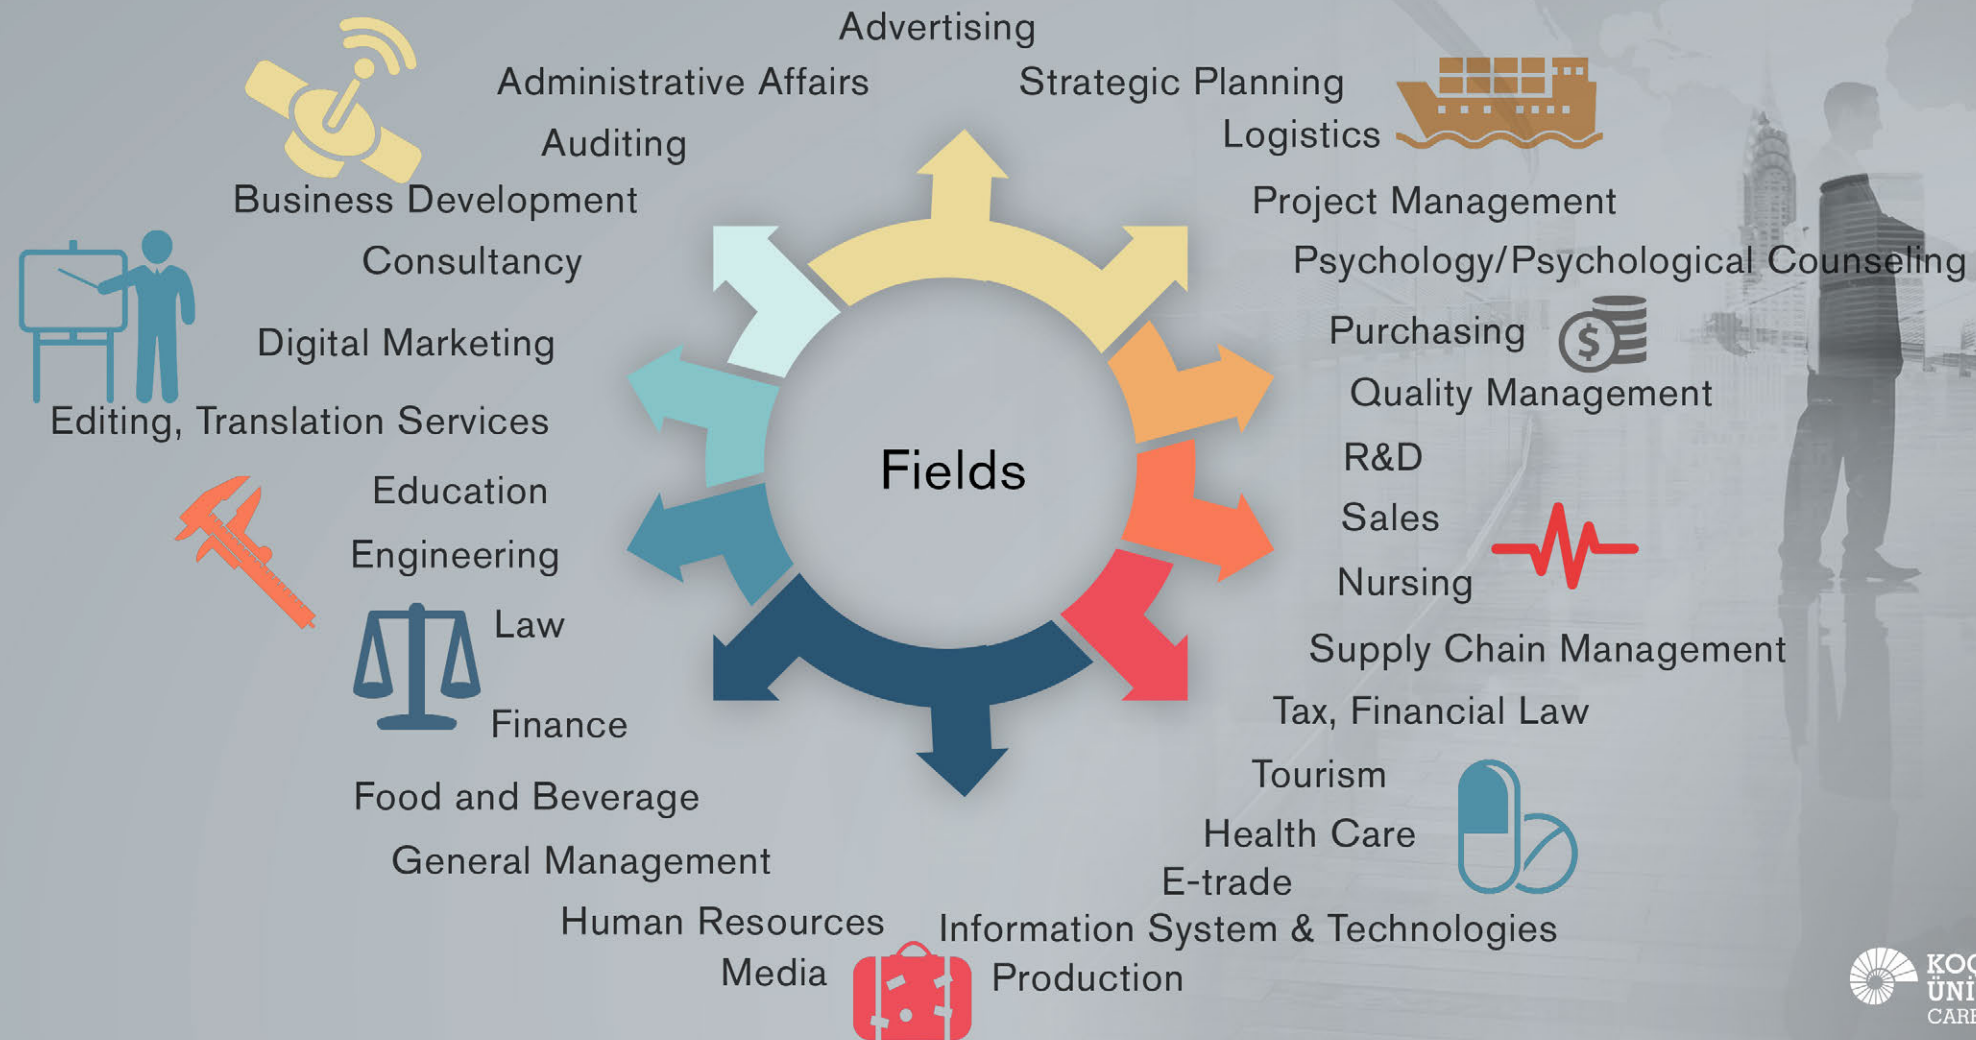 Advertising
Administrative Affairs
Strategic Planning
Auditing
Logistics
Business Development
Project Management
Consultancy
Psychology/Psychological Counseling
Digital Marketing
Purchasing
Editing, Translation Services
Quality Management
Fields
Education
R&D
Engineering
Sales
Law
Nursing
Finance
Supply Chain Management
Food and Beverage
Tax, Financial Law
General Management
Tourism
Human Resources
Health Care
Media
E-trade
Information System & Technologies
Production
$